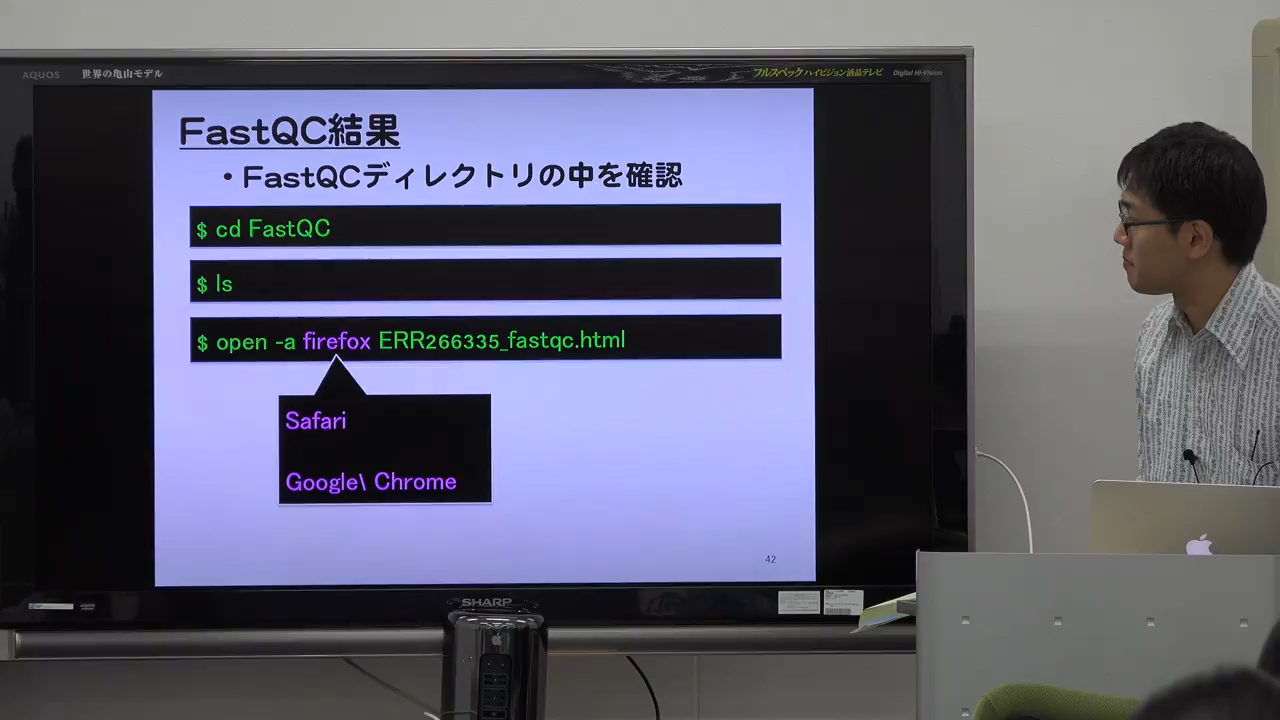 AQUOS 世界の亀山モデル
フルスペックハイビジョン液晶テレビ Digital Hi-Vision
FastQC結果
・FastQCディレクトリの中を確認
$ cd FastQC
$ ls
$ open -a firefox ERR266335_fastqc.html
Safari
Google\ Chrome
42
SHARP